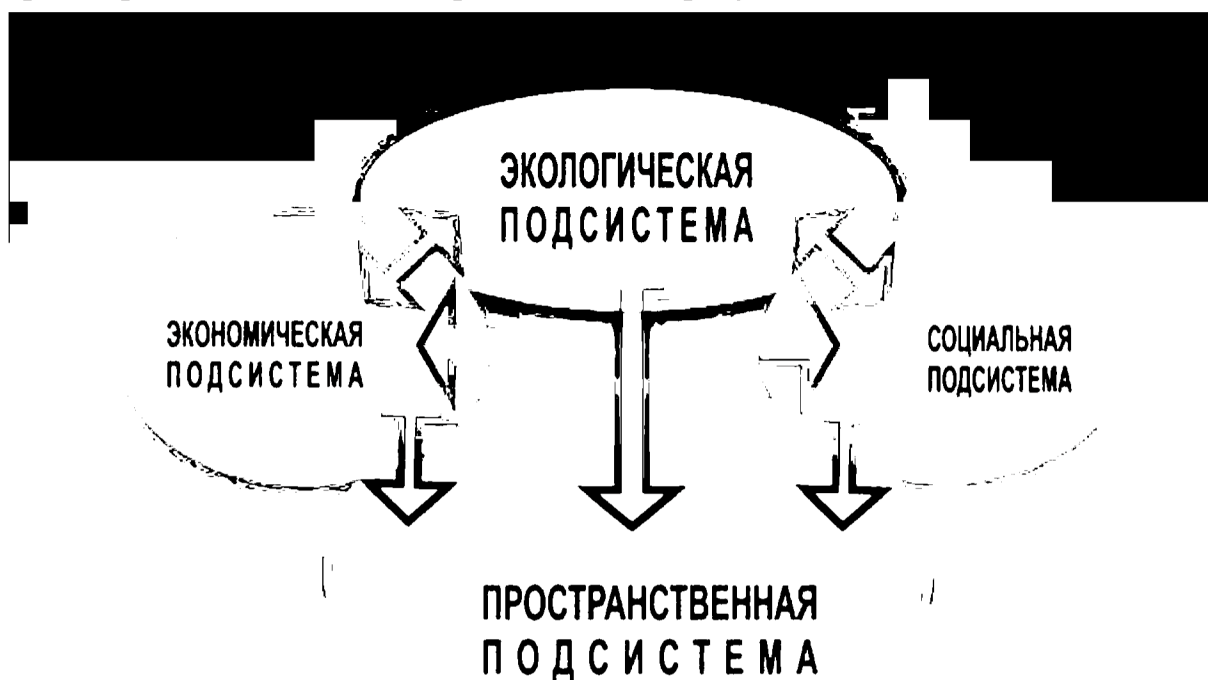 ЭКОЛОГИЧЕСКАЯ
ПОДСИСТЕМА
ЭКОНОМИЧЕСКАЯ
ПОДСИСТЕМА
СОЦИАЛЬНАЯ
ПОДСИСТЕМА
ПРОСТРАНСТВЕННАЯ
ПОДСИСТЕМА